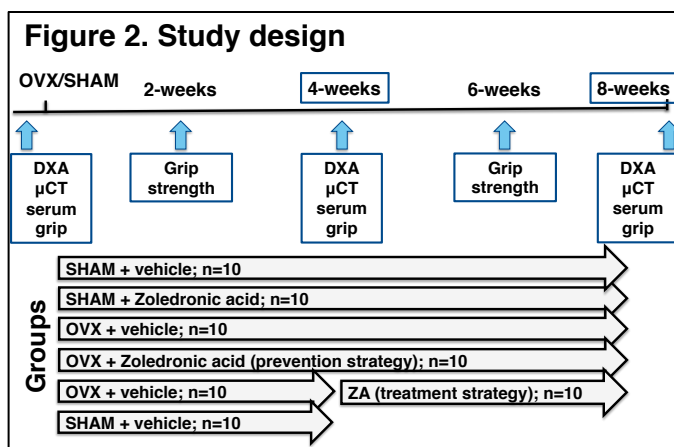 Figure 2. Study design
OVX/SHAM
2-weeks
4-weeks
6-weeks
8-weeks
DXA
µCT
serum
grip
Grip
strength
DXA
µCT
serum
grip
Grip
strength
DXA
µCT
serum
grip
Groups
SHAM + vehicle; n=10
SHAM + Zoledronic acid; n=10
OVX + vehicle; n=10
OVX + Zoledronic acid (prevention strategy); n=10
OVX + vehicle; n=10
ZA (treatment strategy); n=10
SHAM + vehicle; n=10